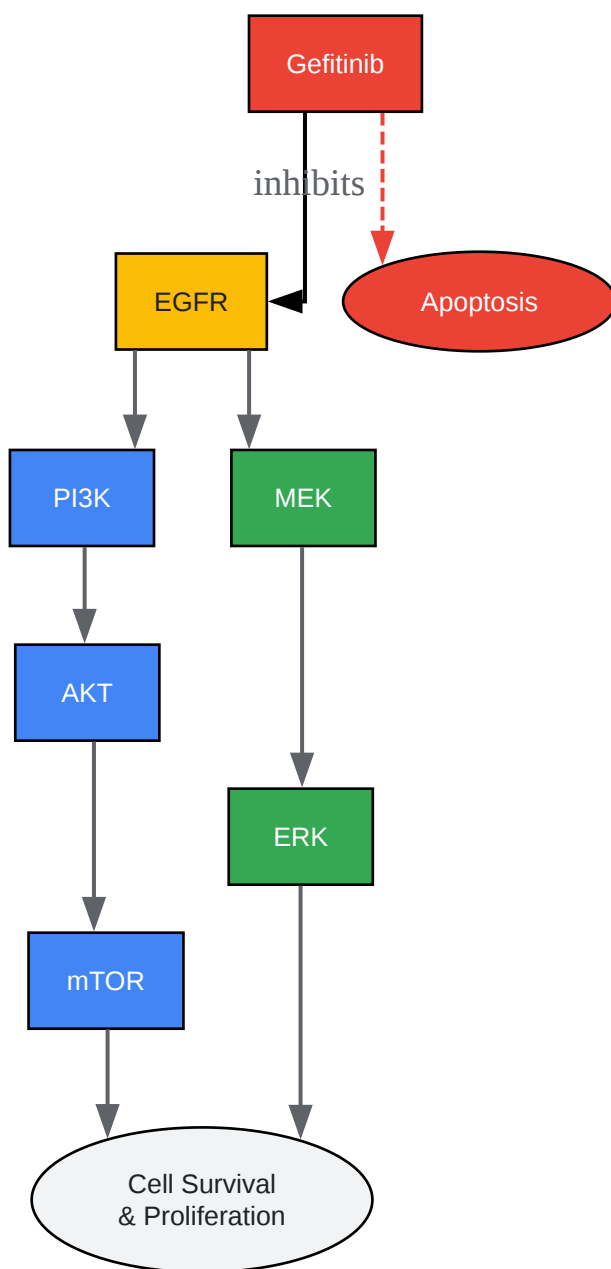 Gefitinib
inhibits
EGFR
Apoptosis
PI3K
MEK
AKT
ERK
mTOR
Cell Survival
& Proliferation